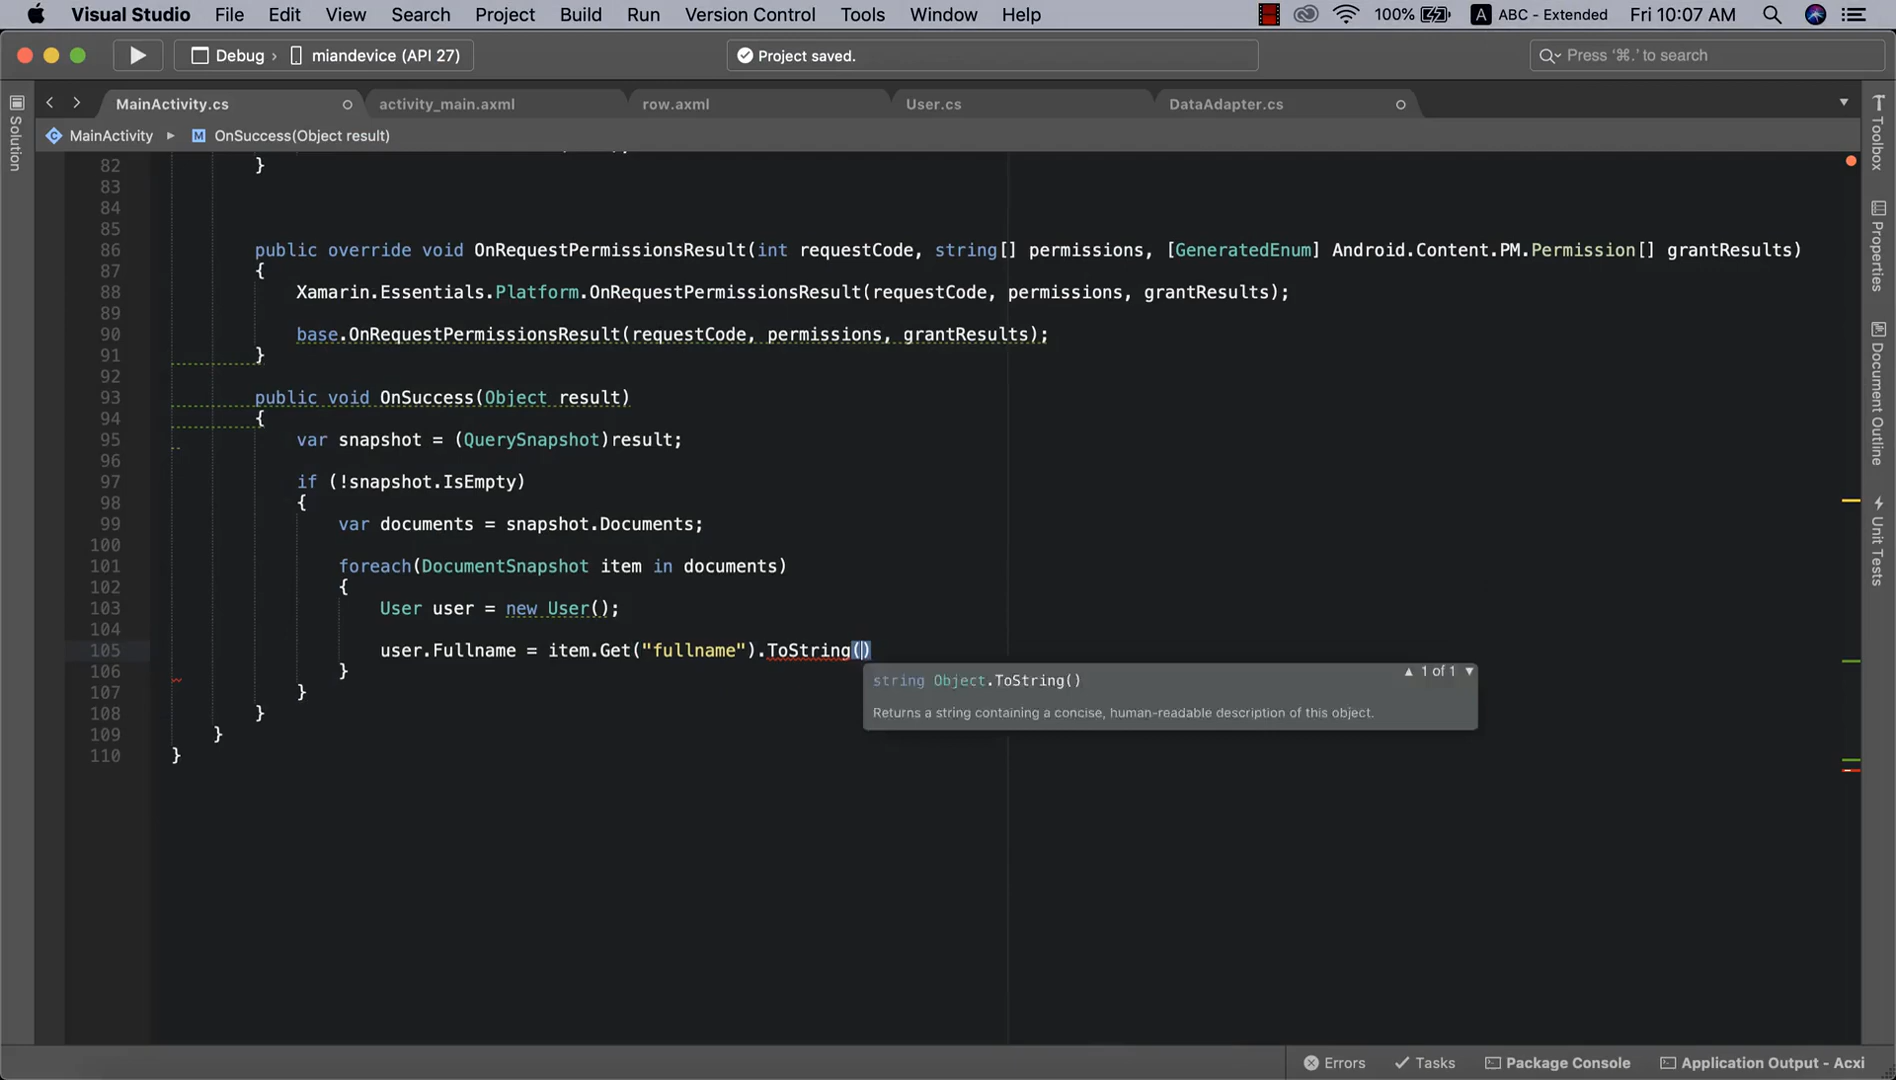 Visual Studio File Edit View Search Project Build Run Version Control Tools Window Help 100% A ABC - Extended Fri 10:07 AM
Debug › miandevice (API 27) Project saved. Press ‘⌘.’ to search
MainActivity.cs activity_main.axml row.axml User.cs DataAdapter.cs
MainActivity ▸ M OnSuccess(Object result)
Solution
Toolbox
Properties
Document Outline
Unit Tests
82 }
83
84
85
86 public override void OnRequestPermissionsResult(int requestCode, string[] permissions, [GeneratedEnum] Android.Content.PM.Permission[] grantResults)
87 {
88 Xamarin.Essentials.Platform.OnRequestPermissionsResult(requestCode, permissions, grantResults);
89
90 base.OnRequestPermissionsResult(requestCode, permissions, grantResults);
91 }
92
93 public void OnSuccess(Object result)
94 {
95 var snapshot = (QuerySnapshot)result;
96
97 if (!snapshot.IsEmpty)
98 {
99 var documents = snapshot.Documents;
100
101 foreach(DocumentSnapshot item in documents)
102 {
103 User user = new User();
104
105 user.Fullname = item.Get("fullname").ToString()
106 }
107 }
108 }
109 }
110 }
▲ 1 of 1 ▼
string Object.ToString()
Returns a string containing a concise, human-readable description of this object.
Errors Tasks Package Console Application Output - Acxi